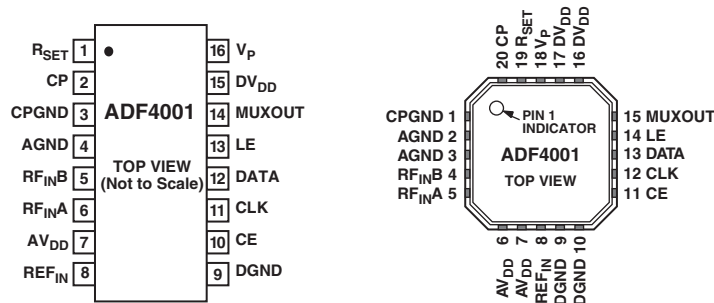 RSET 1
CP 2
CPGND 3
AGND 4
RFINB 5
RFINA 6
AVDD 7
REFIN 8
ADF4001
TOP VIEW
(Not to Scale)
16 VP
15 DVDD
14 MUXOUT
13 LE
12 DATA
11 CLK
10 CE
9 DGND
20 CP
19 RSET
18 VP
17 DVDD
16 DVDD
CPGND 1
AGND 2
AGND 3
RFINB 4
RFINA 5
PIN 1
INDICATOR
ADF4001
TOP VIEW
15 MUXOUT
14 LE
13 DATA
12 CLK
11 CE
AVDD 6
AVDD 7
REFIN 8
DGND 9
DGND 10